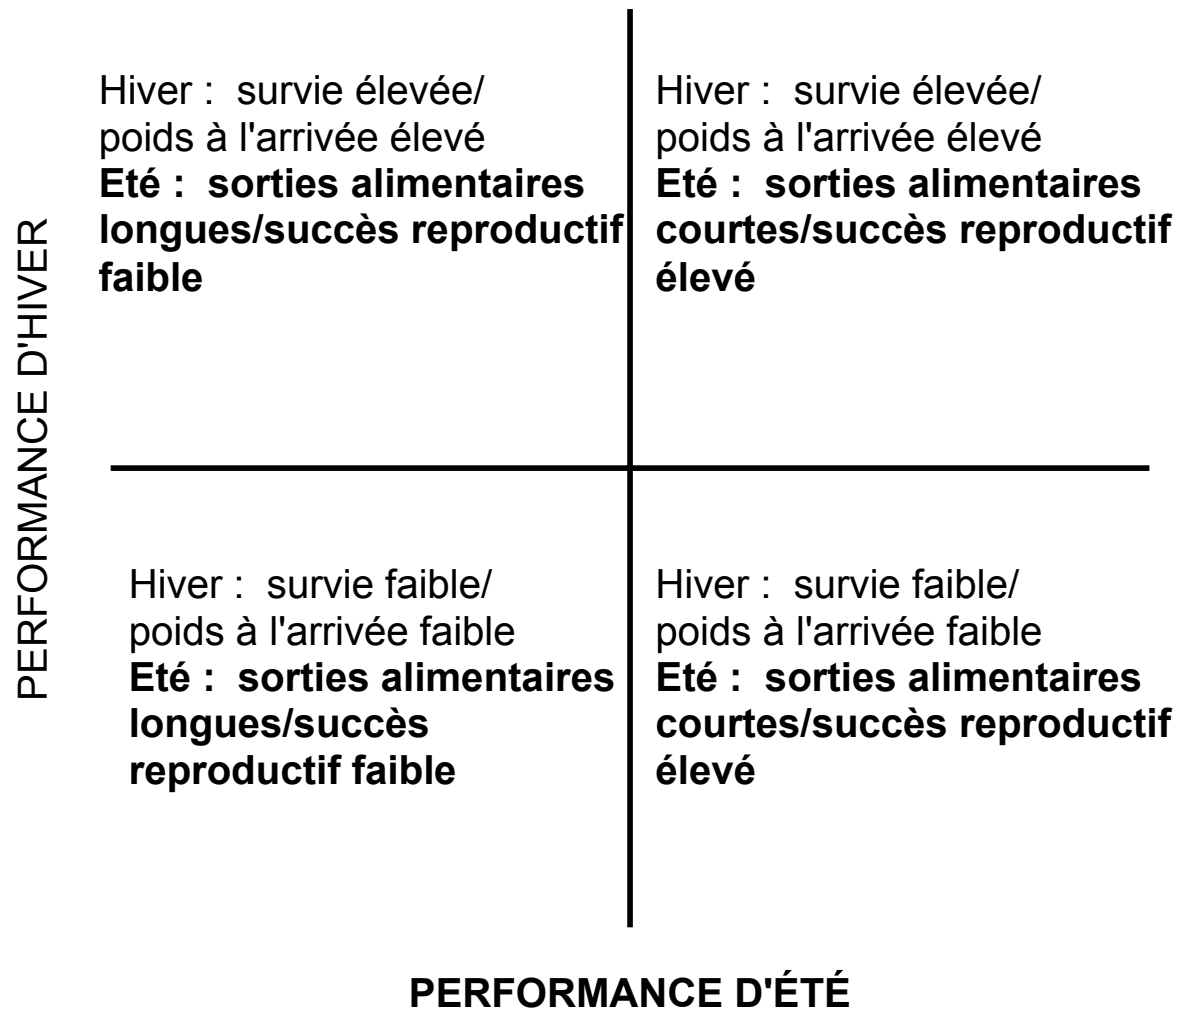 Hiver :  survie élevée/
poids à l'arrivée élevé
Eté :  sorties alimentaires
longues/succès reproductif
faible
Hiver :  survie élevée/
poids à l'arrivée élevé
Eté :  sorties alimentaires
courtes/succès reproductif
élevé
PERFORMANCE D'HIVER
Hiver :  survie faible/
poids à l'arrivée faible
Eté :  sorties alimentaires
longues/succès
reproductif faible
Hiver :  survie faible/
poids à l'arrivée faible
Eté :  sorties alimentaires
courtes/succès reproductif
élevé
PERFORMANCE D'ÉTÉ